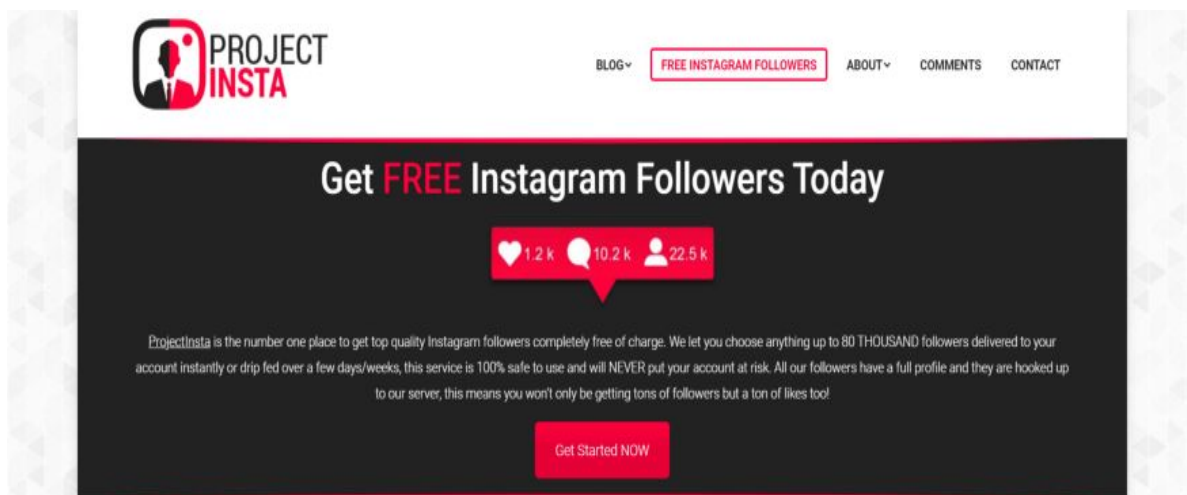 PROJECT
INSTA
BLOG
FREE INSTAGRAM FOLLOWERS
ABOUT
COMMENTS
CONTACT
Get FREE Instagram Followers Today
1.2 k 10.2 k 22.5 k
ProjectInsta is the number one place to get top quality Instagram followers completely free of charge. We let you choose anything up to 80 THOUSAND followers delivered to your
account instantly or drip fed over a few days/weeks, this service is 100% safe to use and will NEVER put your account at risk. All our followers have a full profile and they are hooked up
to our server, this means you won't only be getting tons of followers but a ton of likes too!
Get Started NOW